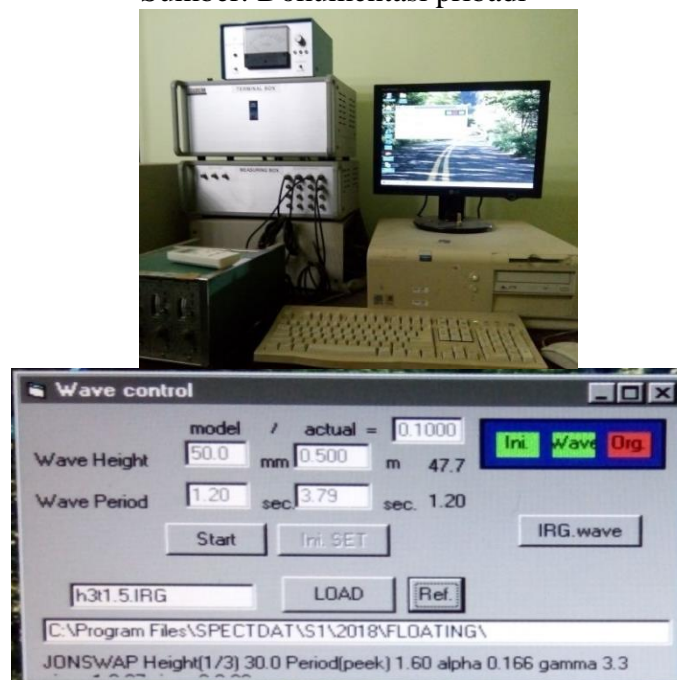 Sumber: Dokumentasi pribadi
TERMINAL BOX
MEASURING BOX
Wave control
model / actual = 0.1000
Wave Height 50.0 mm 0.500 m 47.7
Wave Period 1.20 sec. 3.79 sec. 1.20
Ini. Wave Org.
Start Ini. SET IRG.wave
h3t1.5.IRG LOAD Ref.
C:\Program Files\SPECTDAT\S1\2018\FLOATING\
JONSWAP Height(1/3) 30.0 Period(peek) 1.60 alpha 0.166 gamma 3.3